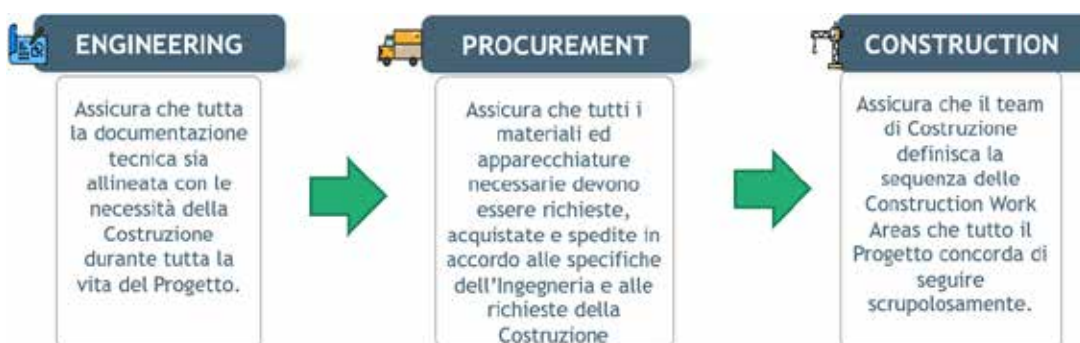 ENGINEERING
Assicura che tutta
la documentazione
tecnica sia
allineata con le
necessità della
Costruzione
durante tutta la
vita del Progetto.
PROCUREMENT
Assicura che tutti i
materiali ed
apparecchiature
necessarie devono
essere richieste,
acquistate e spedite in
accordo alle specifiche
dell'Ingegneria e alle
richieste della
Costruzione
CONSTRUCTION
Assicura che il team
di Costruzione
definisca la
sequenza delle
Construction Work
Areas che tutto il
Progetto concorda di
seguire
scrupolosamente.